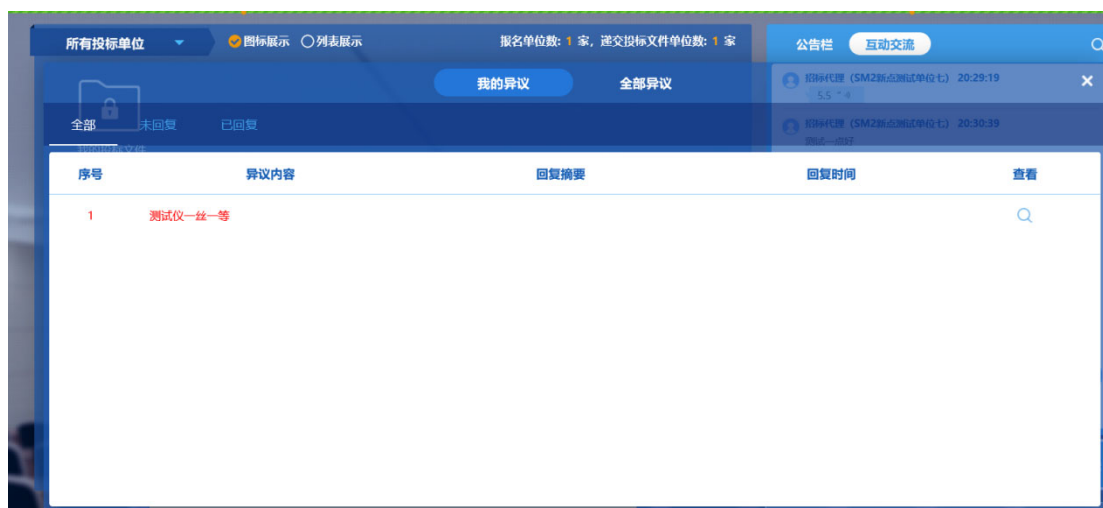 所有投标单位 图标展示 列表展示 报名单位数: 1 家, 递交投标文件单位数: 1 家 公告栏 互动交流
我的异议 全部异议
招标代理 (SM2新点测试单位七) 20:29:19
全部 未回复 已回复
招标代理 (SM2新点测试单位七) 20:30:39
序号 异议内容 回复摘要 回复时间 查看
1 测试仪一丝一等